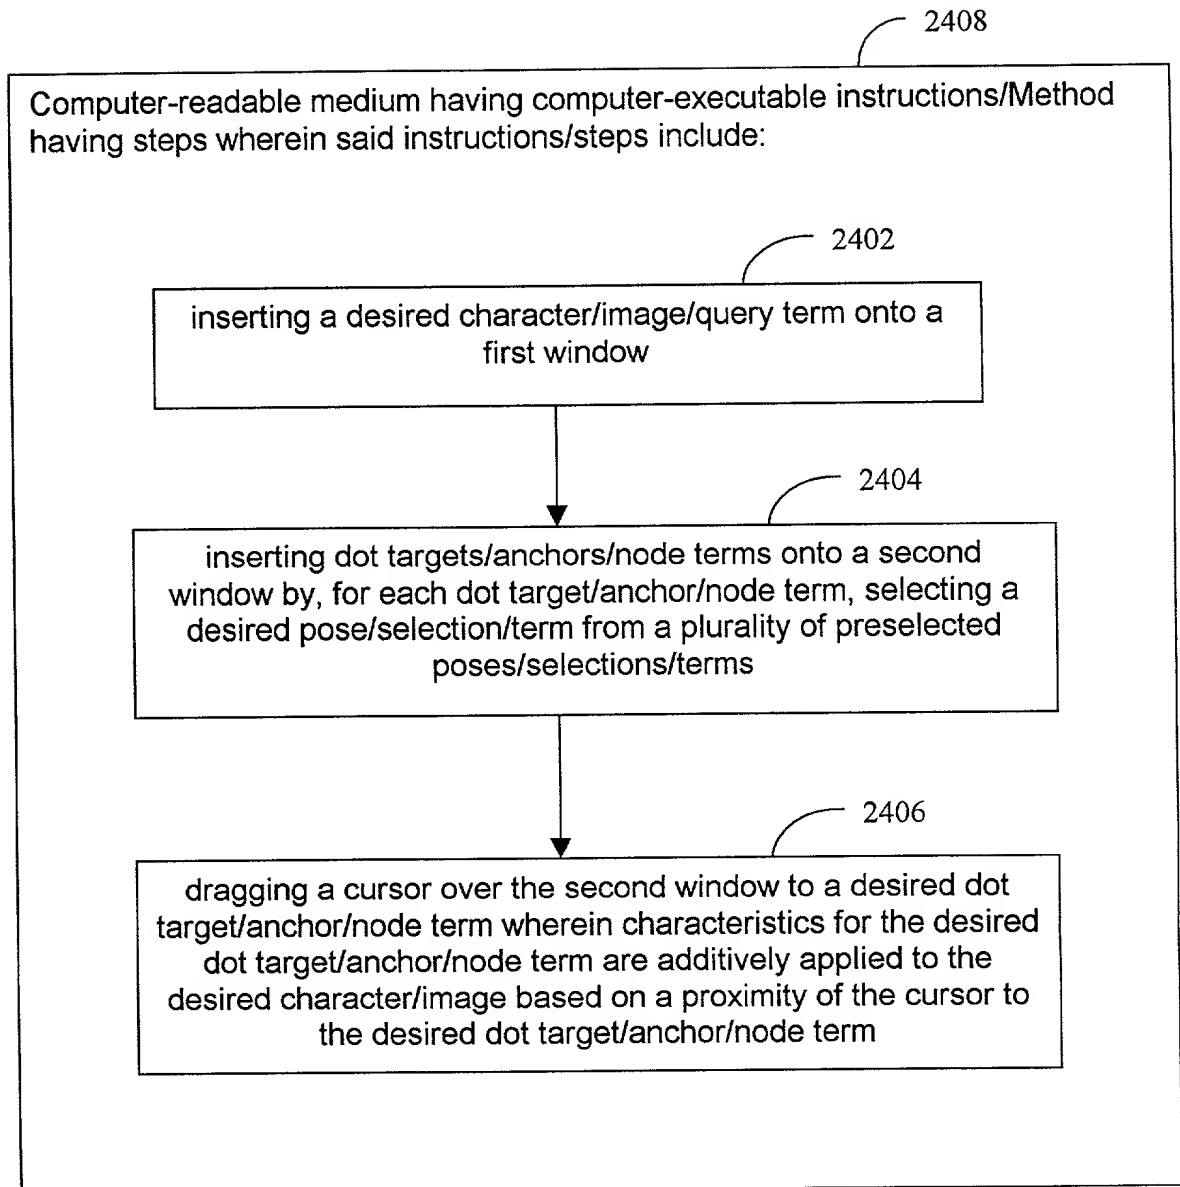 2408
Computer-readable medium having computer-executable instructions/Method
having steps wherein said instructions/steps include:
2402
inserting a desired character/image/query term onto a
first window
2404
inserting dot targets/anchors/node terms onto a second
window by, for each dot target/anchor/node term, selecting a
desired pose/selection/term from a plurality of preselected
poses/selections/terms
2406
dragging a cursor over the second window to a desired dot
target/anchor/node term wherein characteristics for the desired
dot target/anchor/node term are additively applied to the
desired character/image based on a proximity of the cursor to
the desired dot target/anchor/node term